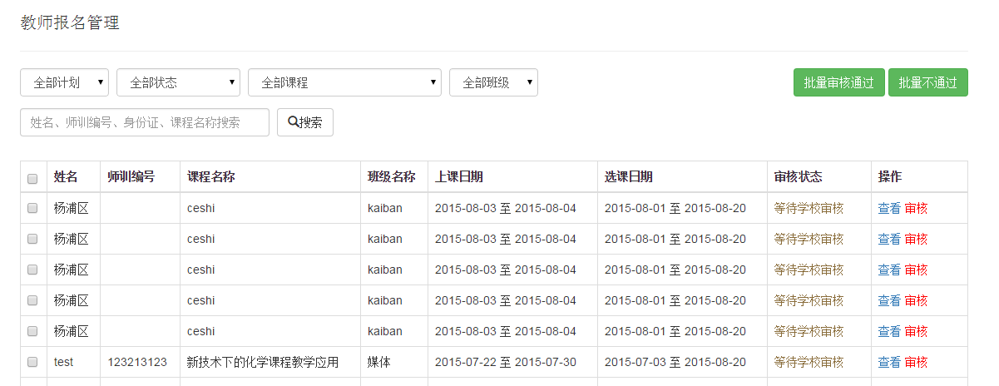 教师报名管理
全部计划 全部状态 全部课程 全部班级 批量审核通过 批量不通过
姓名、师训编号、身份证、课程名称搜索 搜索
姓名 师训编号 课程名称 班级名称 上课日期 选课日期 审核状态 操作
杨浦区 ceshi kaiban 2015-08-03 至 2015-08-04 2015-08-01 至 2015-08-20 等待学校审核 查看 审核
杨浦区 ceshi kaiban 2015-08-03 至 2015-08-04 2015-08-01 至 2015-08-20 等待学校审核 查看 审核
杨浦区 ceshi kaiban 2015-08-03 至 2015-08-04 2015-08-01 至 2015-08-20 等待学校审核 查看 审核
杨浦区 ceshi kaiban 2015-08-03 至 2015-08-04 2015-08-01 至 2015-08-20 等待学校审核 查看 审核
杨浦区 ceshi kaiban 2015-08-03 至 2015-08-04 2015-08-01 至 2015-08-20 等待学校审核 查看 审核
test 123213123 新技术下的化学课程教学应用 媒体 2015-07-22 至 2015-07-30 2015-07-03 至 2015-08-20 等待学校审核 查看 审核